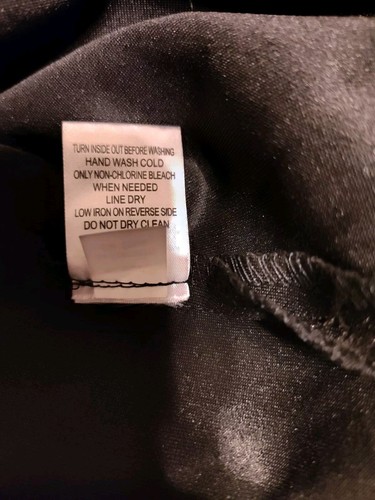 TURN INSIDE OUT BEFORE WASHING
HAND WASH COLD
ONLY NON-CHLORINE BLEACH
WHEN NEEDED
LINE DRY
LOW IRON ON REVERSE SIDE
DO NOT DRY CLEAN